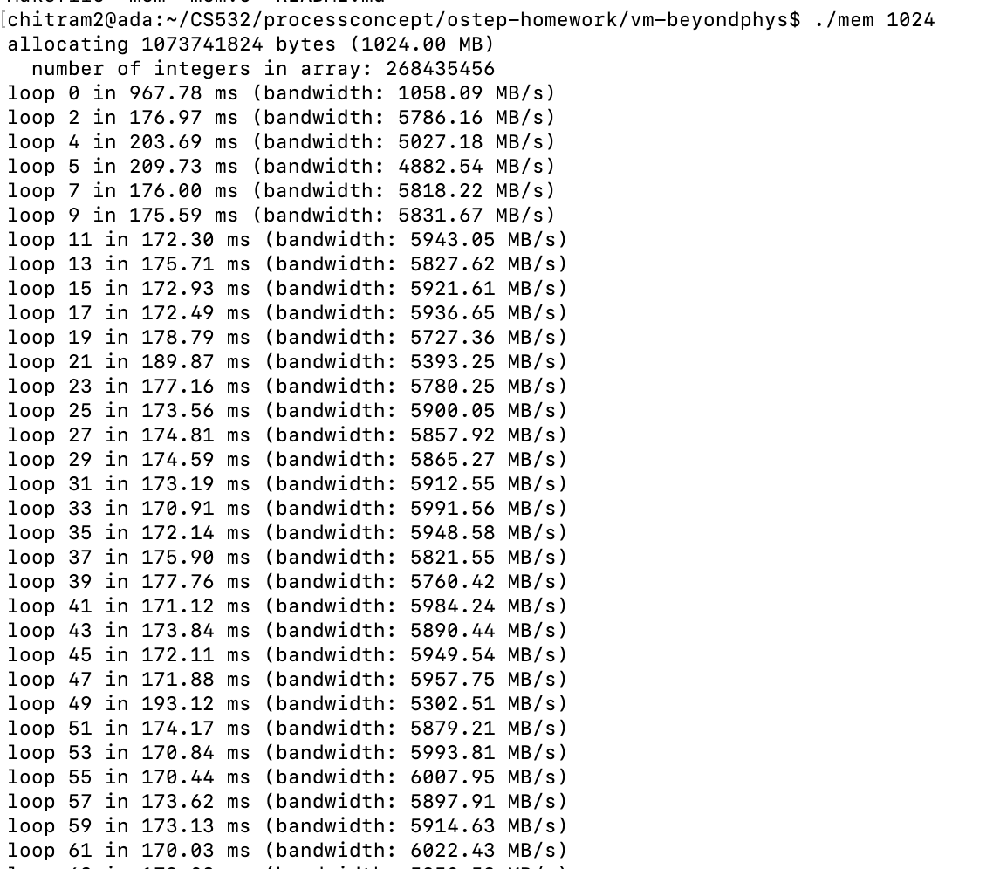 [chitram2@ada:~/CS532/processconcept/ostep-homework/vm-beyondphys$ ./mem 1024
allocating 1073741824 bytes (1024.00 MB)
number of integers in array: 268435456
loop 0 in 967.78 ms (bandwidth: 1058.09 MB/s)
loop 2 in 176.97 ms (bandwidth: 5786.16 MB/s)
loop 4 in 203.69 ms (bandwidth: 5027.18 MB/s)
loop 5 in 209.73 ms (bandwidth: 4882.54 MB/s)
loop 7 in 176.00 ms (bandwidth: 5818.22 MB/s)
loop 9 in 175.59 ms (bandwidth: 5831.67 MB/s)
loop 11 in 172.30 ms (bandwidth: 5943.05 MB/s)
loop 13 in 175.71 ms (bandwidth: 5827.62 MB/s)
loop 15 in 172.93 ms (bandwidth: 5921.61 MB/s)
loop 17 in 172.49 ms (bandwidth: 5936.65 MB/s)
loop 19 in 178.79 ms (bandwidth: 5727.36 MB/s)
loop 21 in 189.87 ms (bandwidth: 5393.25 MB/s)
loop 23 in 177.16 ms (bandwidth: 5780.25 MB/s)
loop 25 in 173.56 ms (bandwidth: 5900.05 MB/s)
loop 27 in 174.81 ms (bandwidth: 5857.92 MB/s)
loop 29 in 174.59 ms (bandwidth: 5865.27 MB/s)
loop 31 in 173.19 ms (bandwidth: 5912.55 MB/s)
loop 33 in 170.91 ms (bandwidth: 5991.56 MB/s)
loop 35 in 172.14 ms (bandwidth: 5948.58 MB/s)
loop 37 in 175.90 ms (bandwidth: 5821.55 MB/s)
loop 39 in 177.76 ms (bandwidth: 5760.42 MB/s)
loop 41 in 171.12 ms (bandwidth: 5984.24 MB/s)
loop 43 in 173.84 ms (bandwidth: 5890.44 MB/s)
loop 45 in 172.11 ms (bandwidth: 5949.54 MB/s)
loop 47 in 171.88 ms (bandwidth: 5957.75 MB/s)
loop 49 in 193.12 ms (bandwidth: 5302.51 MB/s)
loop 51 in 174.17 ms (bandwidth: 5879.21 MB/s)
loop 53 in 170.84 ms (bandwidth: 5993.81 MB/s)
loop 55 in 170.44 ms (bandwidth: 6007.95 MB/s)
loop 57 in 173.62 ms (bandwidth: 5897.91 MB/s)
loop 59 in 173.13 ms (bandwidth: 5914.63 MB/s)
loop 61 in 170.03 ms (bandwidth: 6022.43 MB/s)